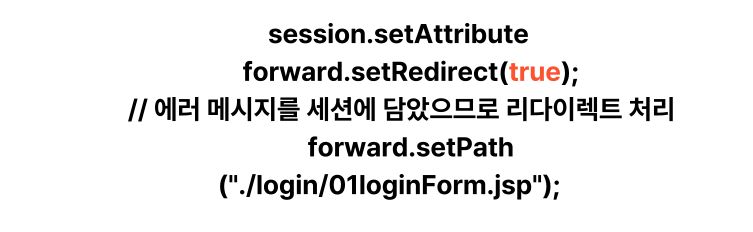 session.setAttribute
forward.setRedirect(true);
// 에러 메시지를 세션에 담았으므로 리다이렉트 처리
forward.setPath
("./login/01loginForm.jsp");